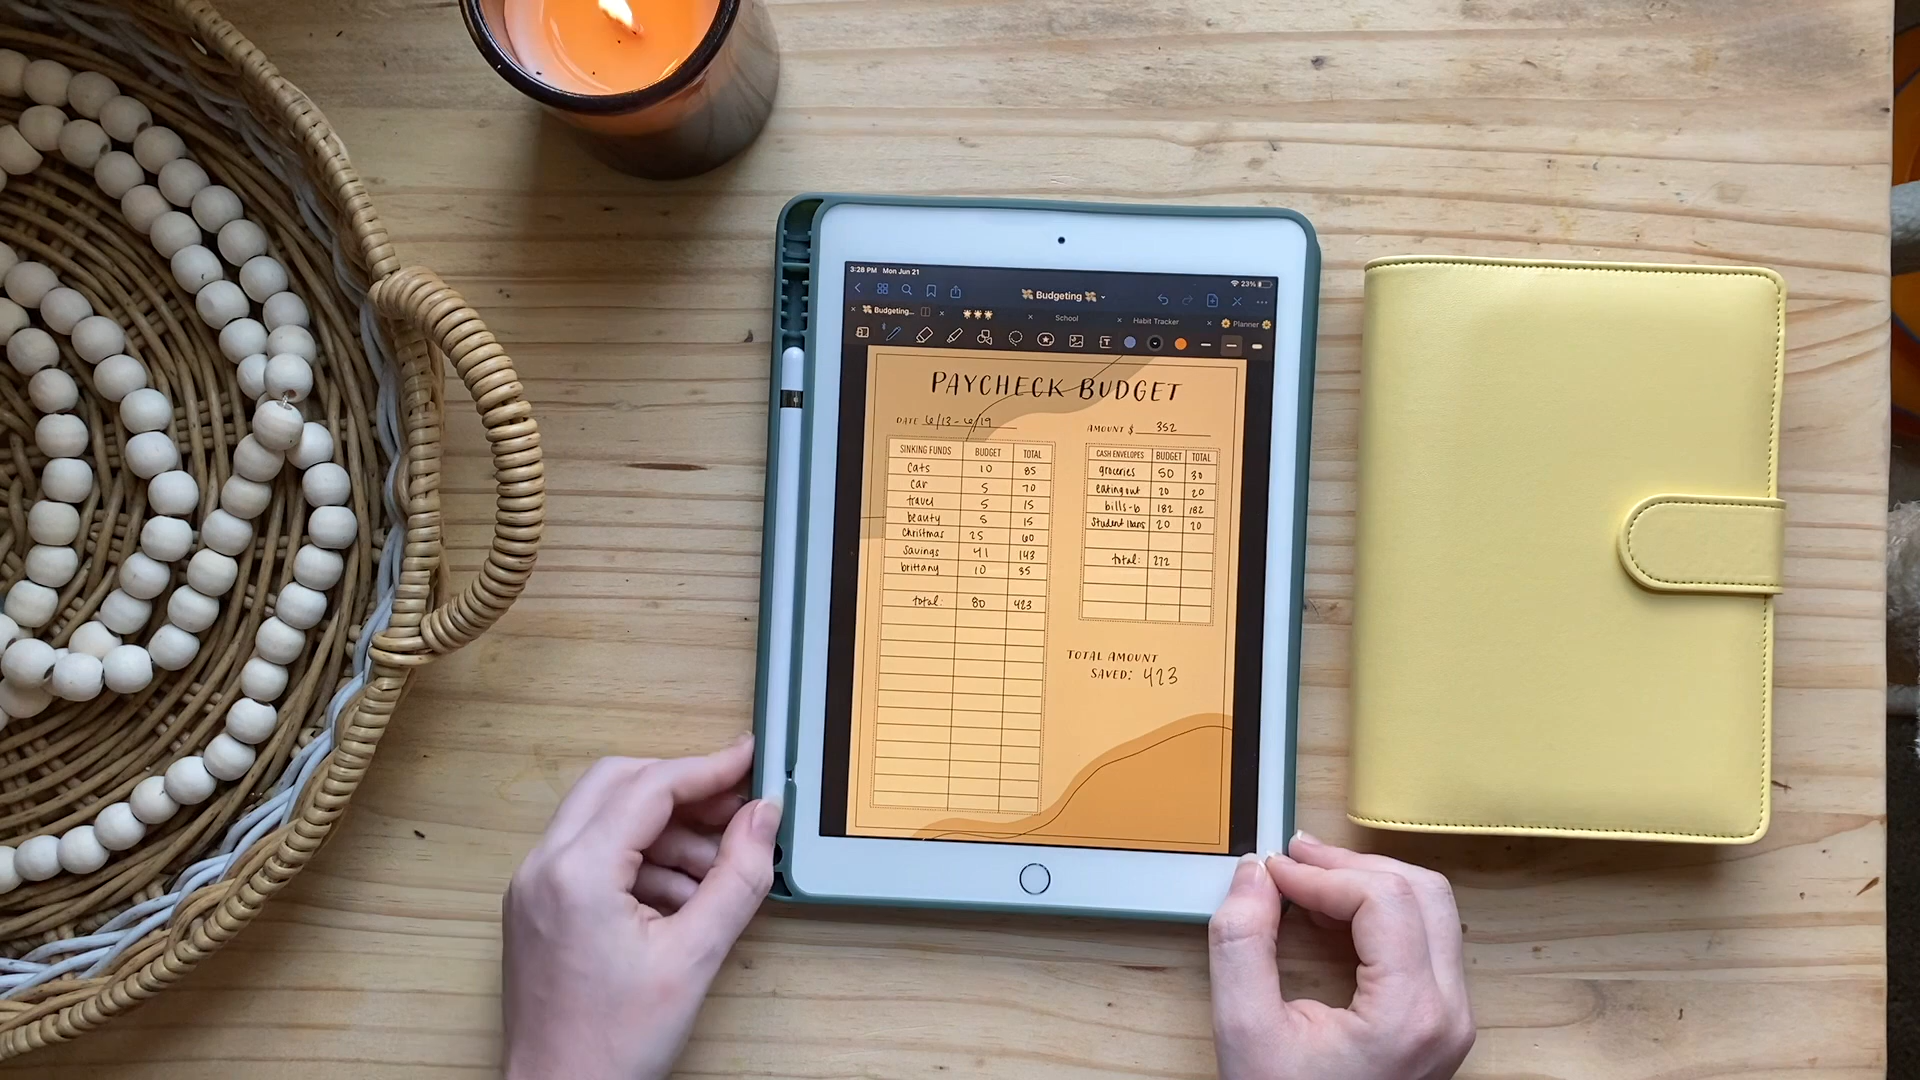 3:28 PM Mon Jun 21
23%
Budgeting
Budgeting...
School
Habit Tracker
Planner
PAYCHECK BUDGET
DATE 6/13 - 6/19
AMOUNT $ 352
SINKING FUNDS BUDGET TOTAL
cats 10 85
car 5 70
travel 5 15
beauty 5 15
christmas 25 60
savings 41 143
brittany 10 35
total: 80 423
CASH ENVELOPES BUDGET TOTAL
groceries 50 30
eating out 20 20
bills-b 182 182
student loans 20 20
total: 272
TOTAL AMOUNT
SAVED: 423